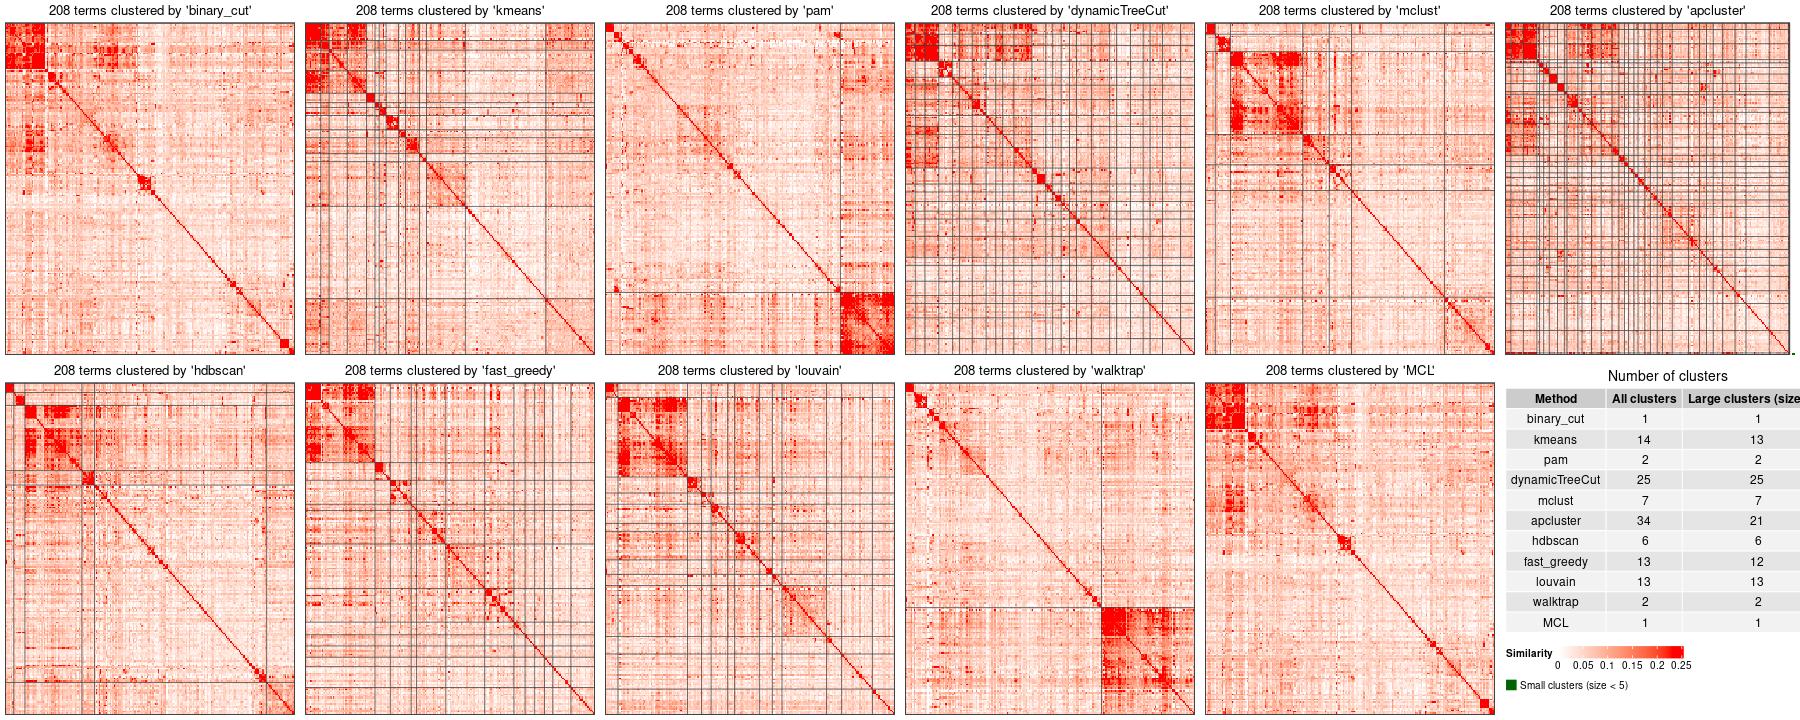 208 terms clustered by 'binary_cut'
208 terms clustered by 'kmeans'
208 terms clustered by 'pam'
208 terms clustered by 'dynamicTreeCut'
208 terms clustered by 'mclust'
208 terms clustered by 'apcluster'
208 terms clustered by 'hdbscan'
208 terms clustered by 'fast_greedy'
208 terms clustered by 'louvain'
208 terms clustered by 'walktrap'
208 terms clustered by 'MCL'
Number of clusters
Method All clusters Large clusters (size
binary_cut 1 1
kmeans 14 13
pam 2 2
dynamicTreeCut 25 25
mclust 7 7
apcluster 34 21
hdbscan 6 6
fast_greedy 13 12
louvain 13 13
walktrap 2 2
MCL 1 1
Similarity
0 0.05 0.1 0.15 0.2 0.25
Small clusters (size < 5)